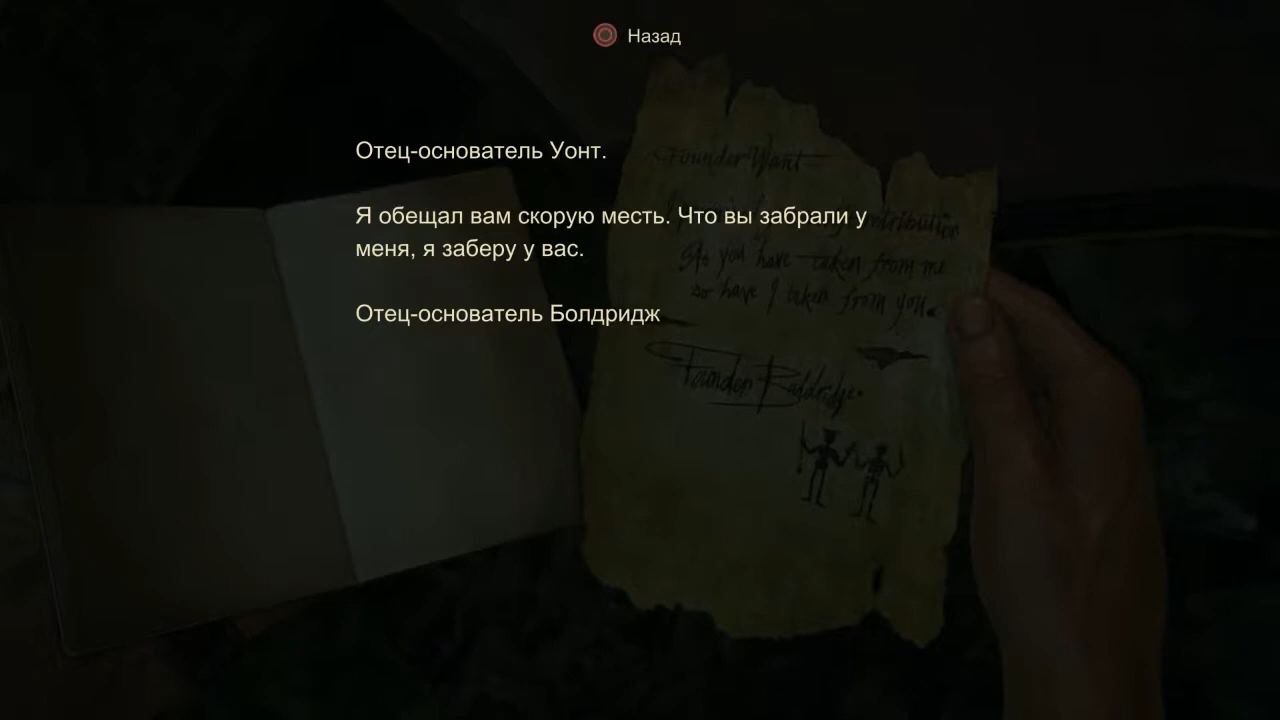 Назад
Отец-основатель Уонт.
Founder Want
Я обещал вам скорую месть. Что вы забрали у
меня, я заберу у вас.
retribution
As you have taken from me
so have I taken from you.
Отец-основатель Болдридж
Founder Baldridge